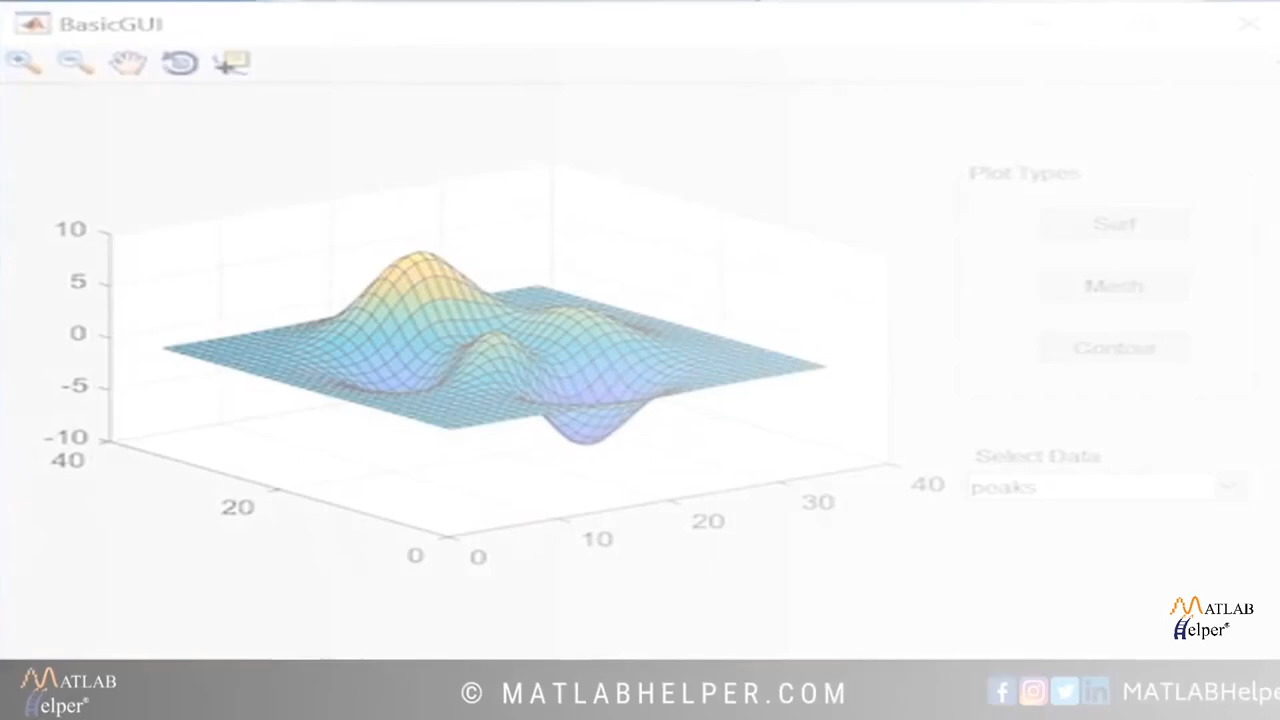 BasicGUI
Plot Types
Surf
Mesh
Contour
Select Data
peaks
10
5
0
-5
-10
40
20
0
0
10
20
30
40
MATLAB
Helper®
MATLAB
Helper®
© MATLABHELPER.COM
MATLABHelpe